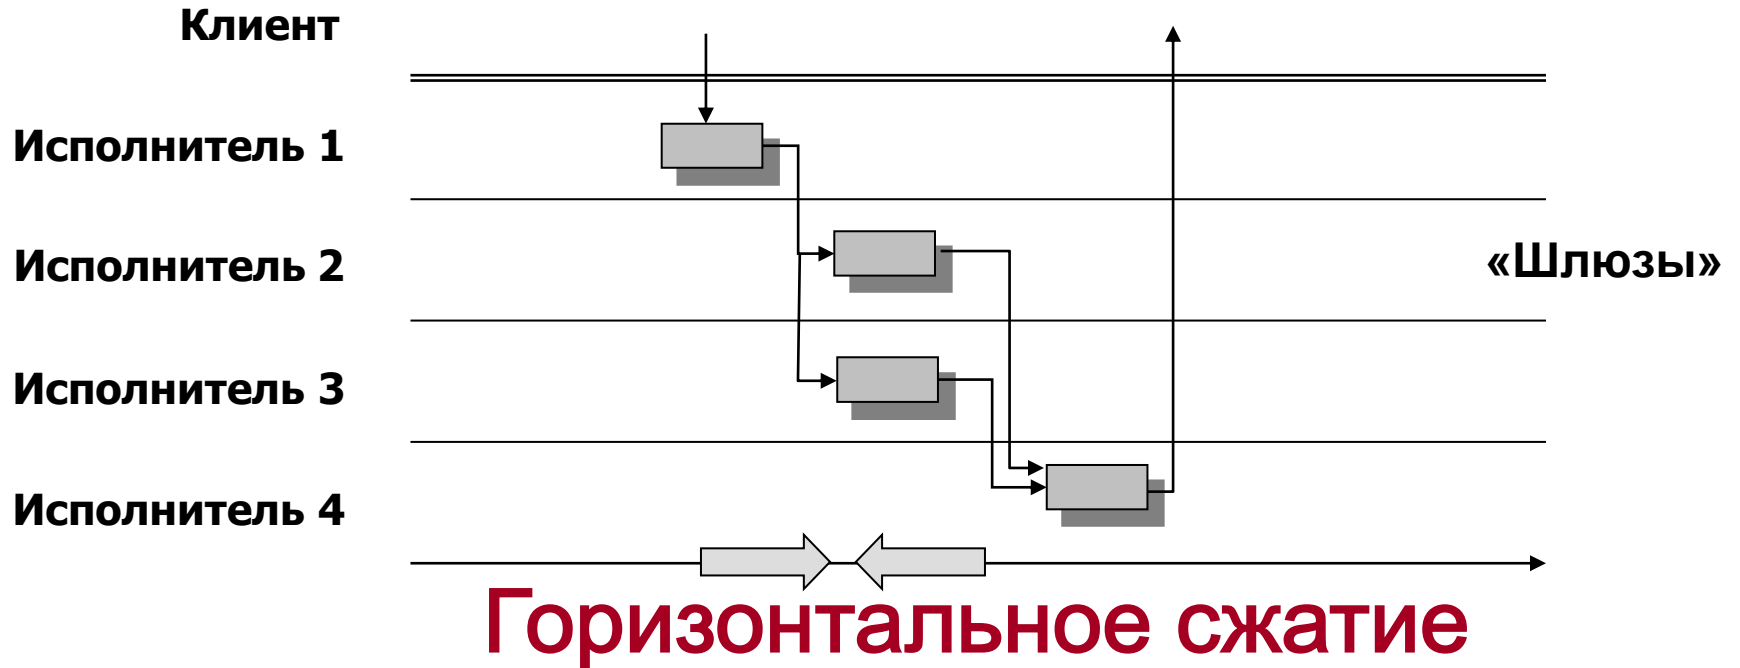 Клиент
Исполнитель 1
Исполнитель 2
«Шлюзы»
Исполнитель 3
Исполнитель 4
Горизонтальное сжатие